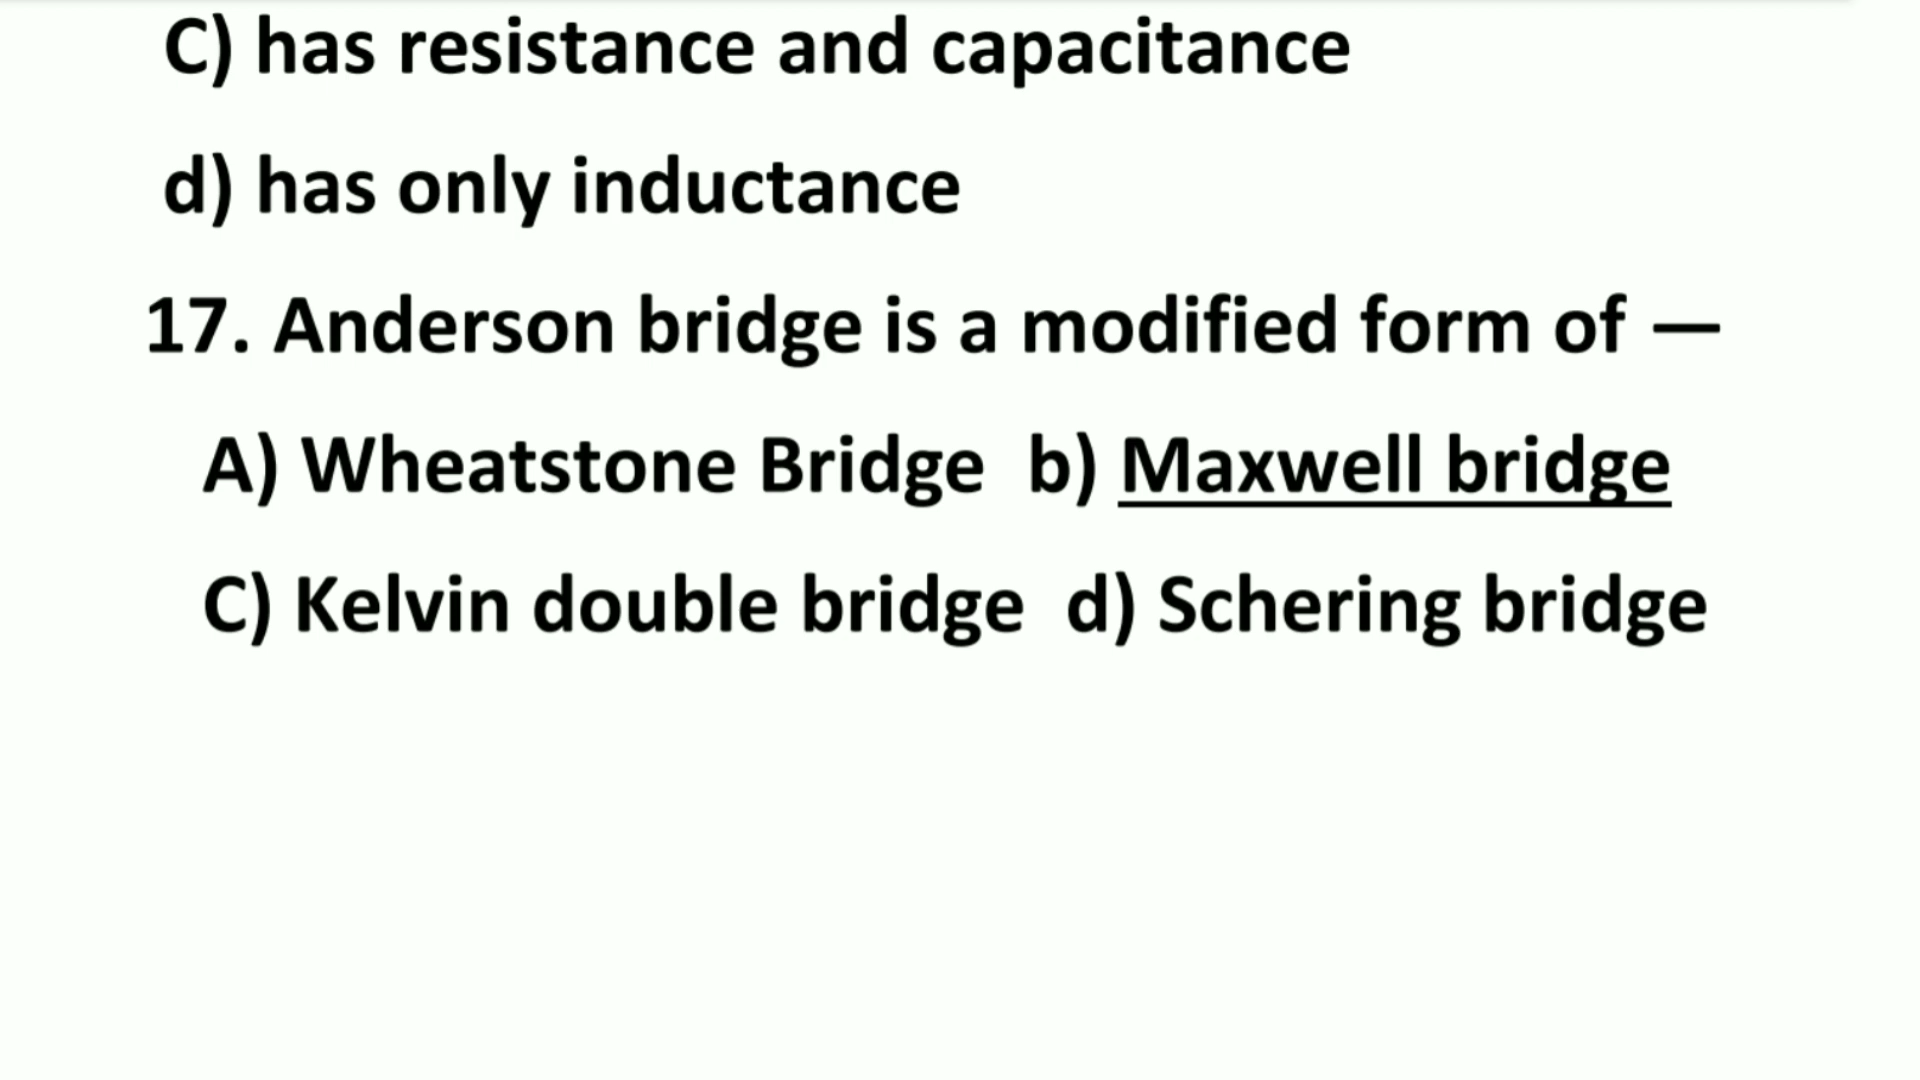 C) has resistance and capacitance
d) has only inductance
17. Anderson bridge is a modified form of —
A) Wheatstone Bridge b) Maxwell bridge
C) Kelvin double bridge d) Schering bridge